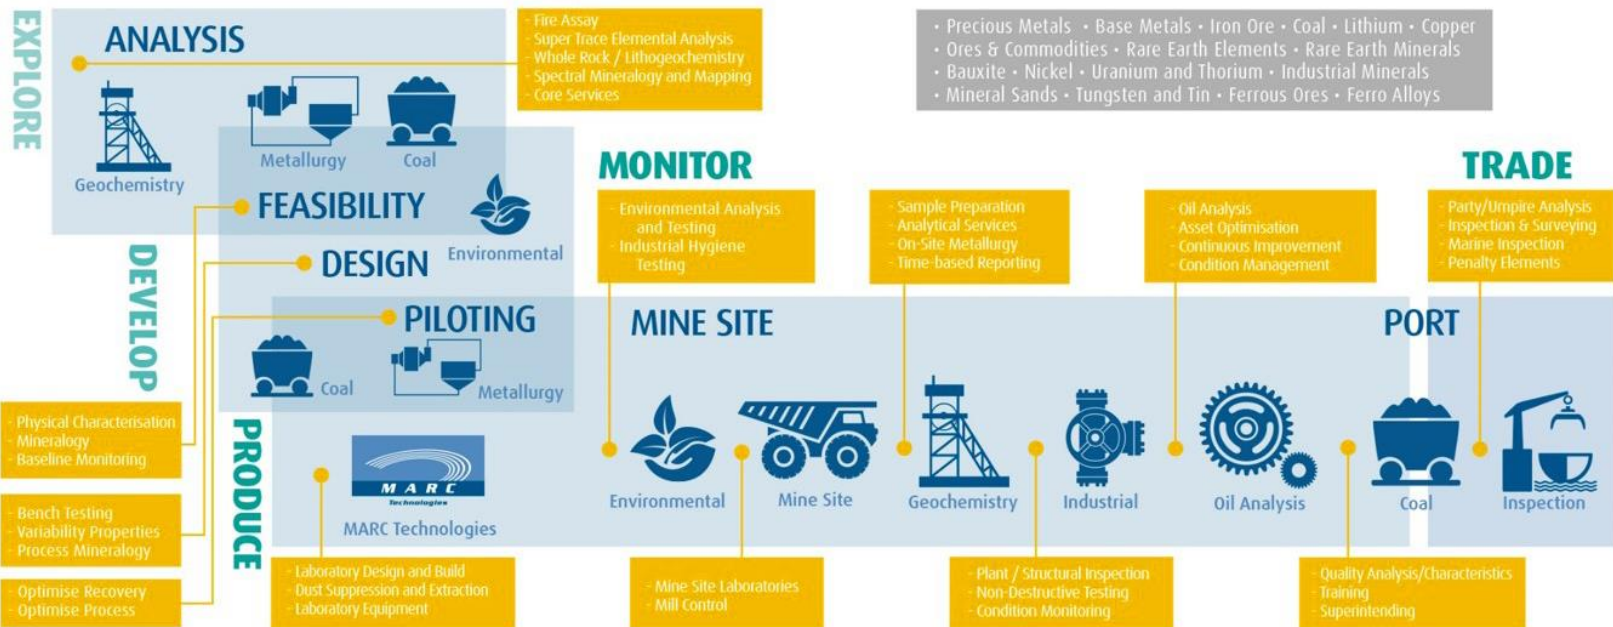 EXPLORE
ANALYSIS
- Fire Assay
- Super Trace Elemental Analysis
- Whole Rock / Lithogeochemistry
- Spectral Mineralogy and Mapping
- Core Services
• Precious Metals • Base Metals • Iron Ore • Coal • Lithium • Copper
• Ores & Commodities • Rare Earth Elements • Rare Earth Minerals
• Bauxite • Nickel • Uranium and Thorium • Industrial Minerals
• Mineral Sands • Tungsten and Tin • Ferrous Ores • Ferro Alloys
Geochemistry
Metallurgy
Coal
FEASIBILITY
Environmental
DEVELOP
DESIGN
PILOTING
Coal
Metallurgy
- Physical Characterisation
- Mineralogy
- Baseline Monitoring
- Bench Testing
- Variability Properties
- Process Mineralogy
- Optimise Recovery
- Optimise Process
PRODUCE
MARC
Technologies
MARC Technologies
- Laboratory Design and Build
- Dust Suppression and Extraction
- Laboratory Equipment
MONITOR
- Environmental Analysis
and Testing
- Industrial Hygiene
Testing
- Sample Preparation
- Analytical Services
- On-Site Metallurgy
- Time-based Reporting
- Oil Analysis
- Asset Optimisation
- Continuous Improvement
- Condition Management
TRADE
- Party/Umpire Analysis
- Inspection & Surveying
- Marine Inspection
- Penalty Elements
MINE SITE
PORT
Environmental
Mine Site
Geochemistry
Industrial
Oil Analysis
Coal
Inspection
- Mine Site Laboratories
- Mill Control
- Plant / Structural Inspection
- Non-Destructive Testing
- Condition Monitoring
- Quality Analysis/Characteristics
- Training
- Superintending